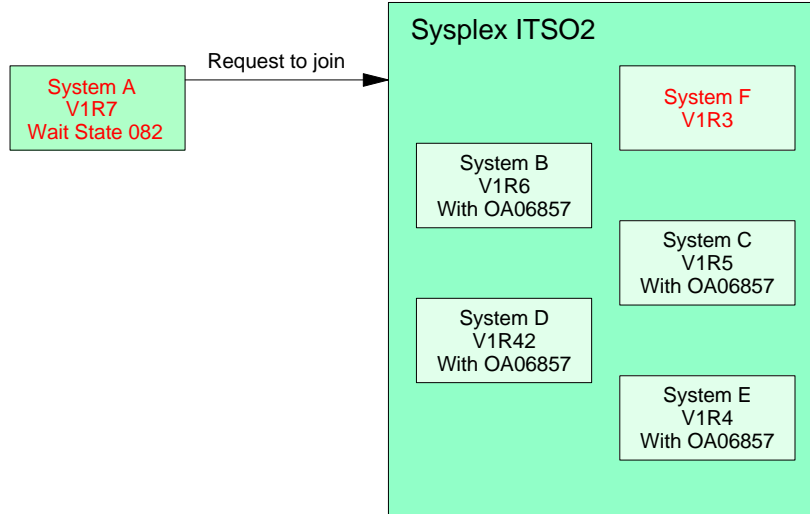 Sysplex ITSO2
Request to join
System A
V1R7
Wait State 082
System F
V1R3
System B
V1R6
With OA06857
System C
V1R5
With OA06857
System D
V1R42
With OA06857
System E
V1R4
With OA06857